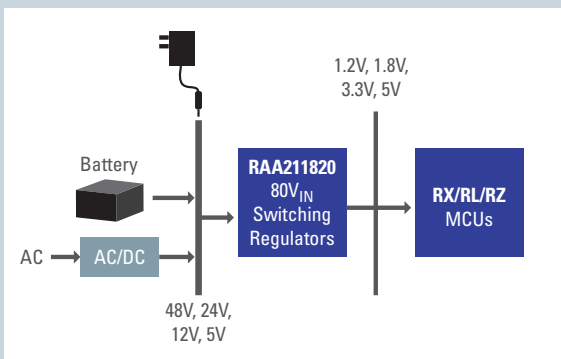 1.2V, 1.8V,
3.3V, 5V
Battery
RAA211820
80VIN
Switching
Regulators
RX/RL/RZ
MCUs
AC
AC/DC
48V, 24V,
12V, 5V